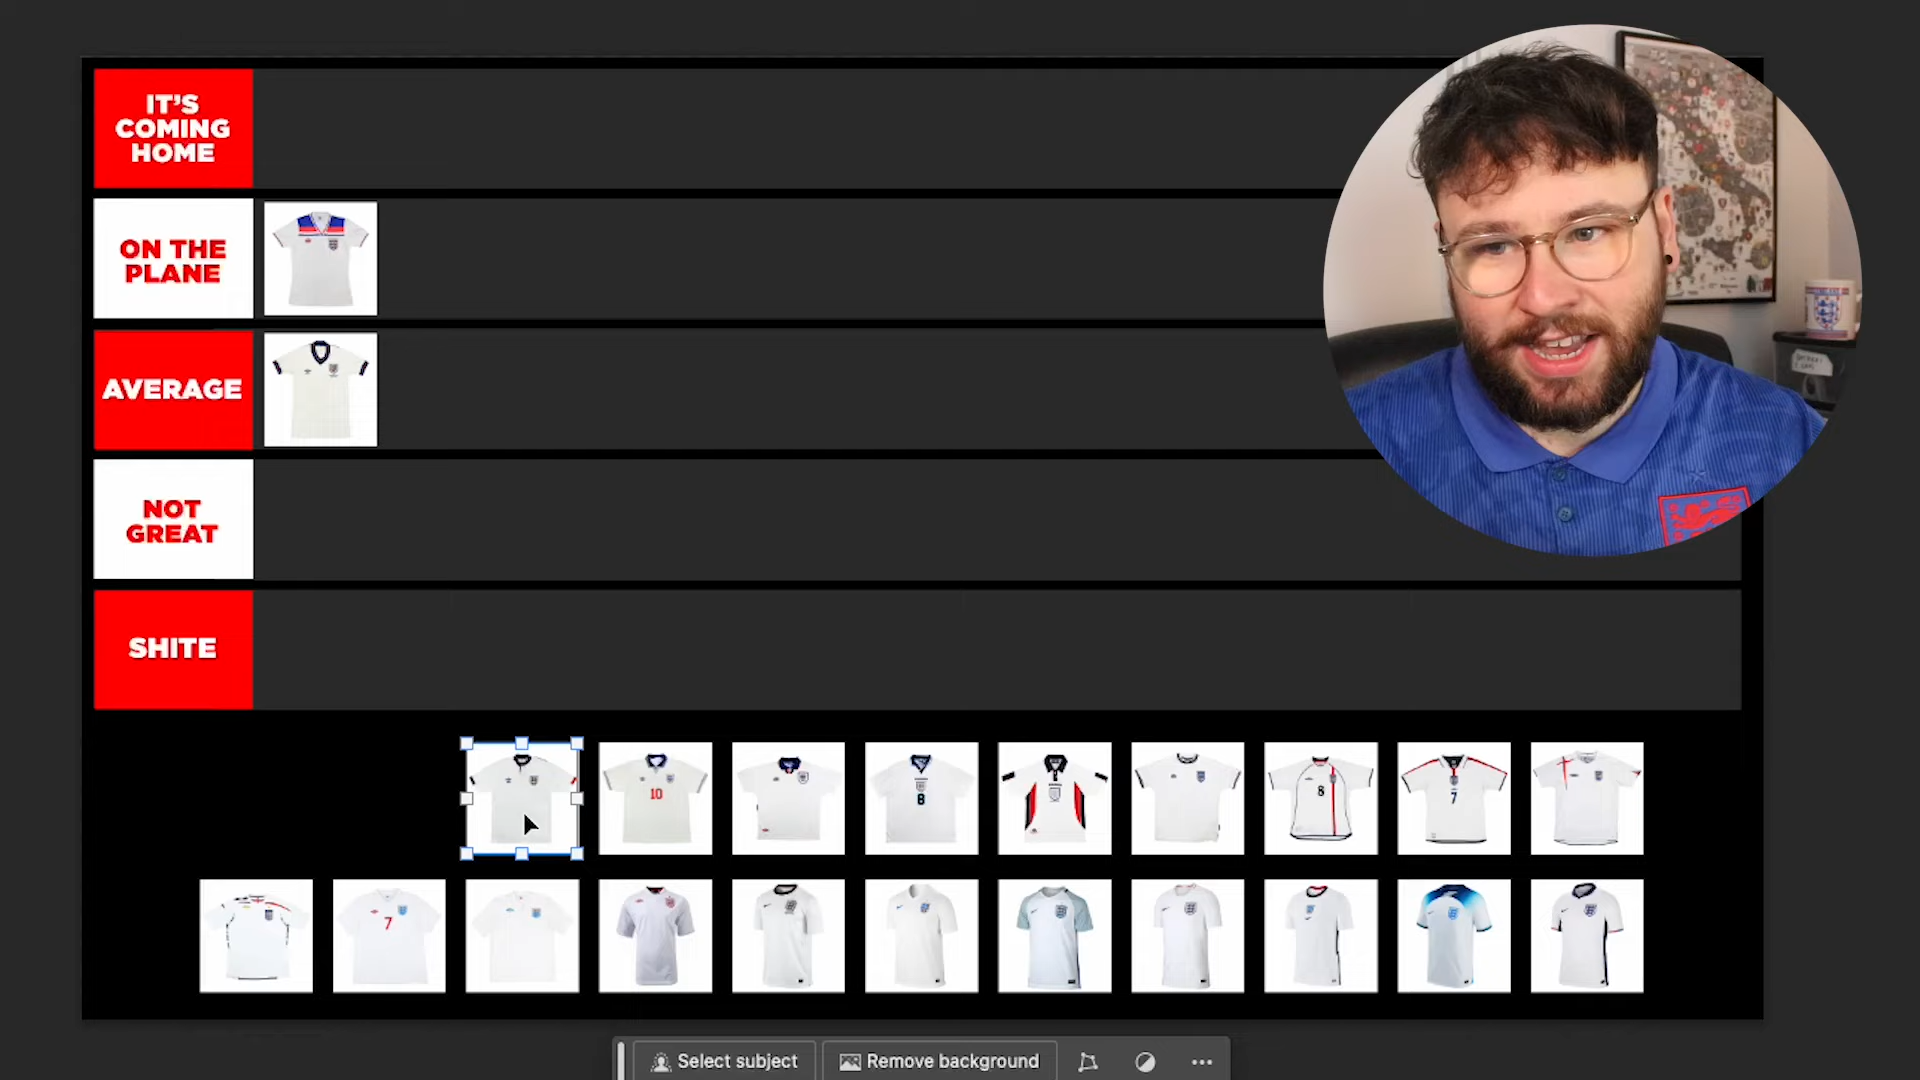 IT'S
COMING
HOME
ON THE
PLANE
AVERAGE
NOT
GREAT
SHITE
10
8
8
7
7
Select subject
Remove background